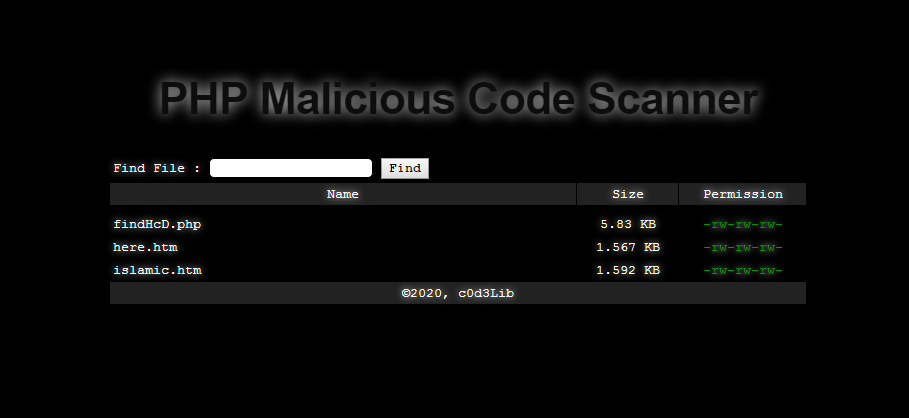 PHP Malicious Code Scanner
Find File : Find
Name Size Permission
findHcD.php 5.83 KB -rw-rw-rw-
here.htm 1.567 KB -rw-rw-rw-
islamic.htm 1.592 KB -rw-rw-rw-
©2020, c0d3Lib